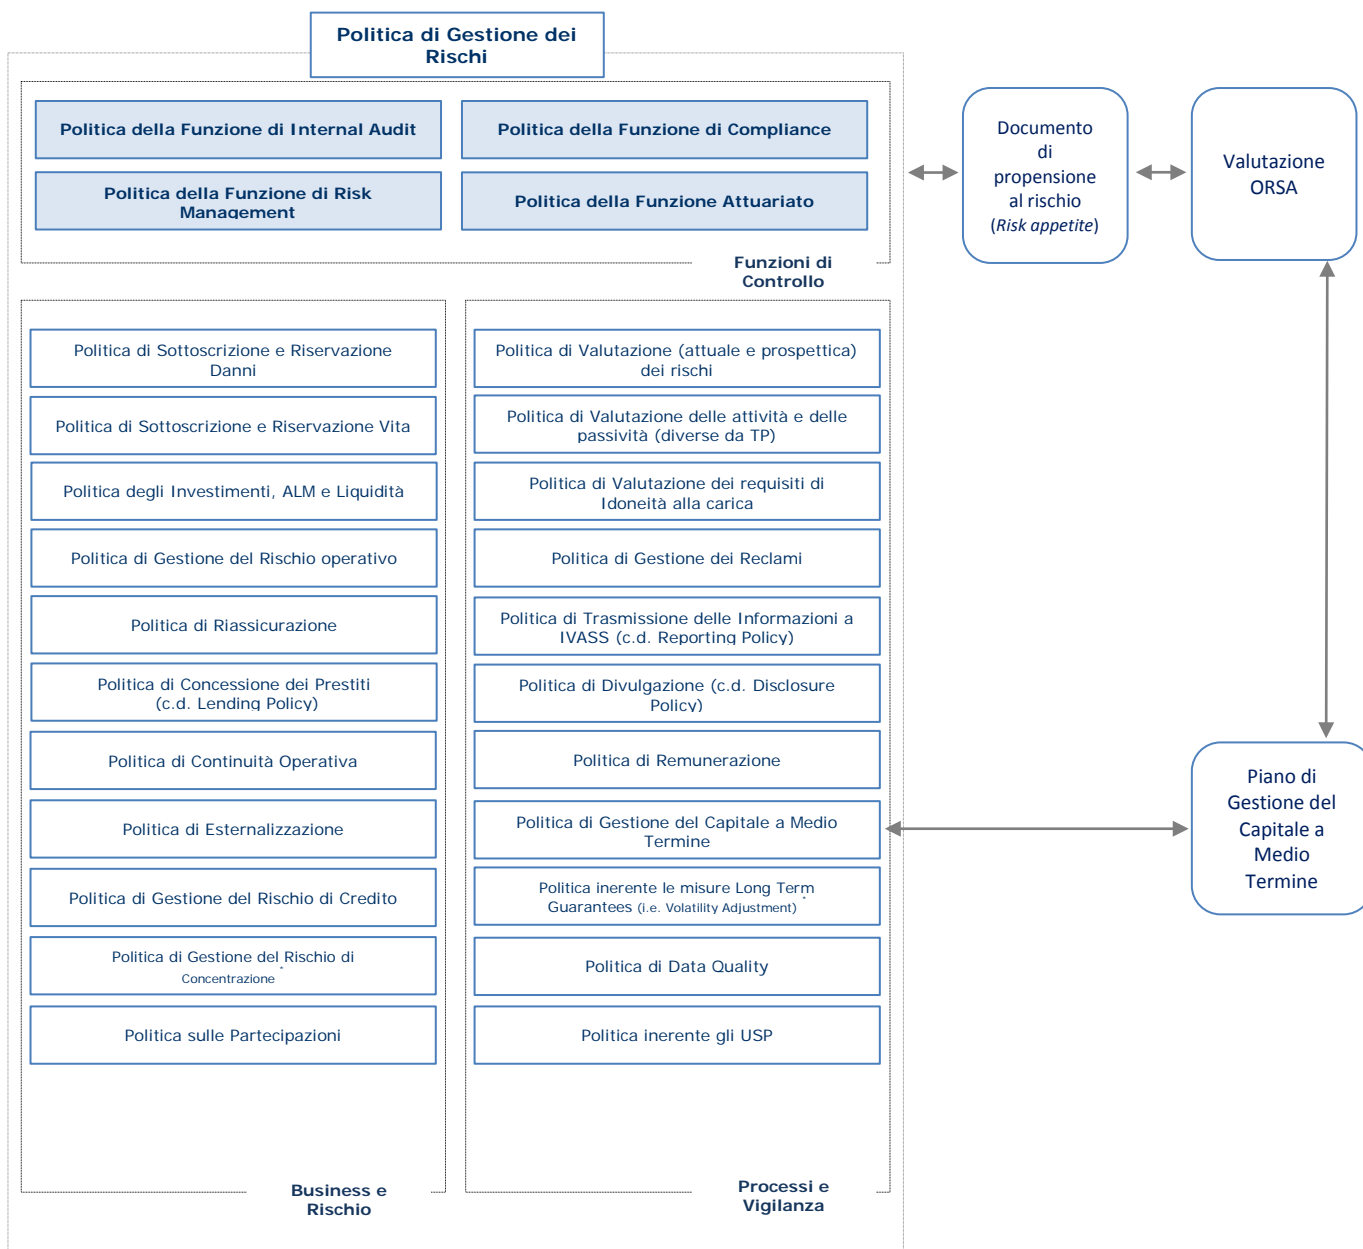 Politica di Gestione dei
Rischi
Politica della Funzione di Internal Audit
Politica della Funzione di Compliance
Politica della Funzione di Risk
Management
Politica della Funzione Attuariato
Funzioni di
Controllo
Documento
di
propensione
al rischio
(Risk appetite)
Valutazione
ORSA
Politica di Sottoscrizione e Riservazione
Danni
Politica di Sottoscrizione e Riservazione Vita
Politica degli Investimenti, ALM e Liquidità
Politica di Gestione del Rischio operativo
Politica di Riassicurazione
Politica di Concessione dei Prestiti
(c.d. Lending Policy)
Politica di Continuità Operativa
Politica di Esternalizzazione
Politica di Gestione del Rischio di Credito
Politica di Gestione del Rischio di
Concentrazione*
Politica sulle Partecipazioni
Business e
Rischio
Politica di Valutazione (attuale e prospettica)
dei rischi
Politica di Valutazione delle attività e delle
passività (diverse da TP)
Politica di Valutazione dei requisiti di
Idoneità alla carica
Politica di Gestione dei Reclami
Politica di Trasmissione delle Informazioni a
IVASS (c.d. Reporting Policy)
Politica di Divulgazione (c.d. Disclosure
Policy)
Politica di Remunerazione
Politica di Gestione del Capitale a Medio
Termine
Politica inerente le misure Long Term
Guarantees (i.e. Volatility Adjustment)*
Politica di Data Quality
Politica inerente gli USP
Processi e
Vigilanza
Piano di
Gestione del
Capitale a
Medio
Termine